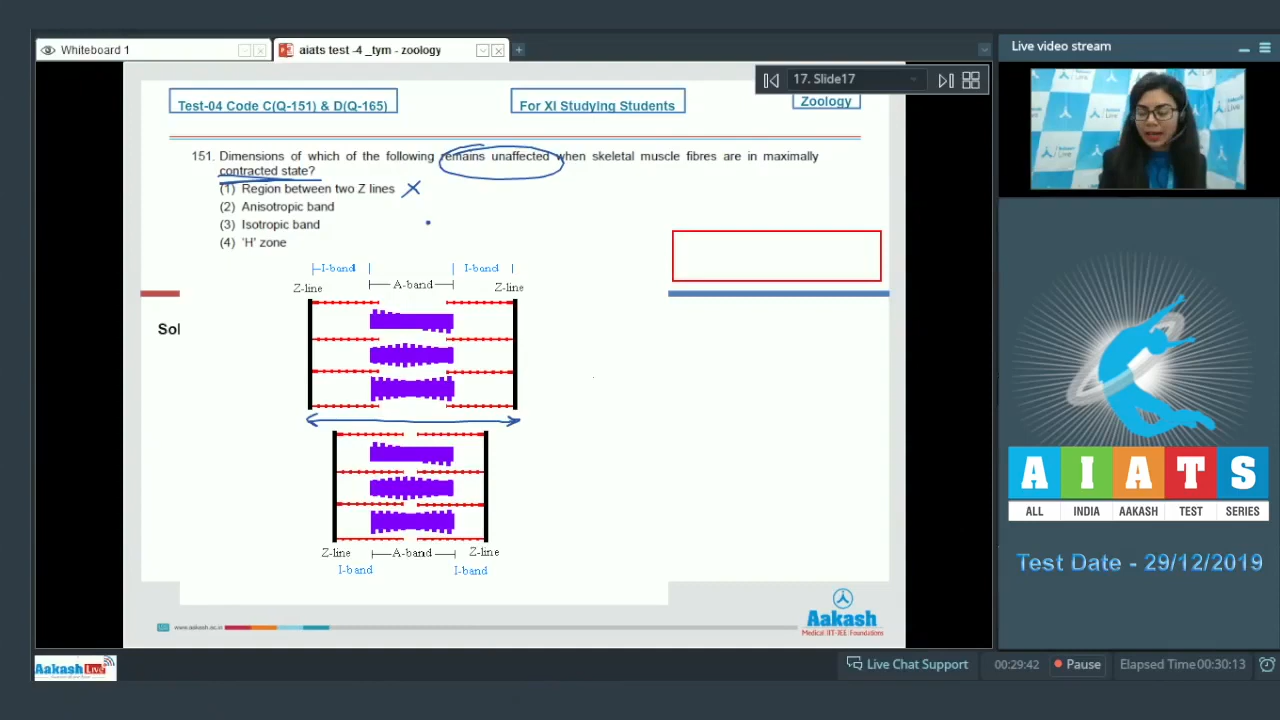 Whiteboard 1
aiats test -4 _tym - zoology
Live video stream
17. Slide17
Test-04 Code C(Q-151) & D(Q-165)
For XI Studying Students
Zoology
151. Dimensions of which of the following remains unaffected when skeletal muscle fibres are in maximally
contracted state?
(1) Region between two Z lines
(2) Anisotropic band
(3) Isotropic band
(4) 'H' zone
I-band I-band
A-band
Z-line Z-line
Sol
Z-line A-band Z-line
I-band I-band
www.aakash.ac.in
Aakash
Medical|IIT-JEE|Foundations
A I A T S
ALL INDIA AAKASH TEST SERIES
Test Date - 29/12/2019
Aakash Live
Live Chat Support
00:29:42
Pause
Elapsed Time 00:30:13